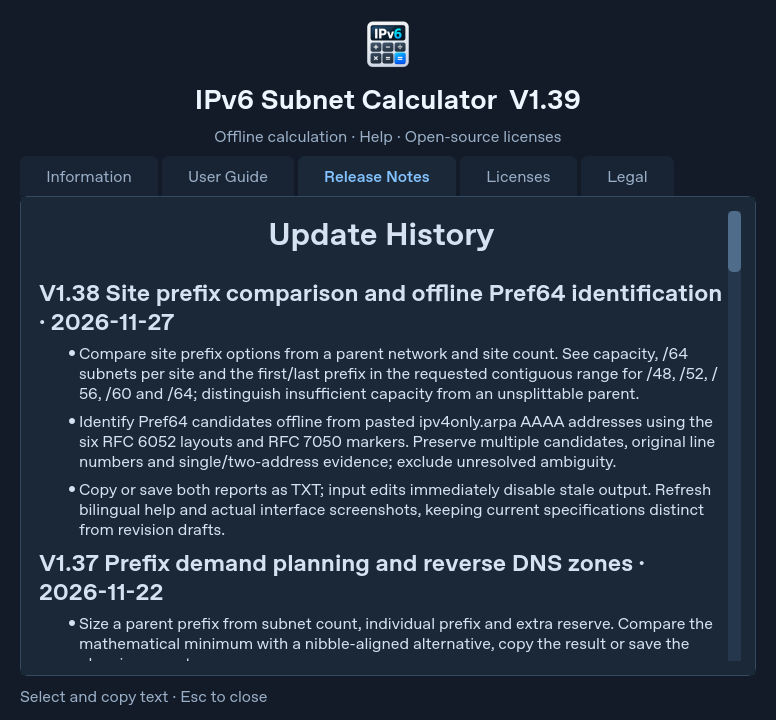 IPv6
IPv6 Subnet Calculator V1.39
Offline calculation · Help · Open-source licenses
Information
User Guide
Release Notes
Licenses
Legal
Update History
V1.38 Site prefix comparison and offline Pref64 identification
· 2026-11-27
• Compare site prefix options from a parent network and site count. See capacity, /64
subnets per site and the first/last prefix in the requested contiguous range for /48, /52, /
56, /60 and /64; distinguish insufficient capacity from an unsplittable parent.
• Identify Pref64 candidates offline from pasted ipv4only.arpa AAAA addresses using the
six RFC 6052 layouts and RFC 7050 markers. Preserve multiple candidates, original line
numbers and single/two-address evidence; exclude unresolved ambiguity.
• Copy or save both reports as TXT; input edits immediately disable stale output. Refresh
bilingual help and actual interface screenshots, keeping current specifications distinct
from revision drafts.
V1.37 Prefix demand planning and reverse DNS zones ·
2026-11-22
• Size a parent prefix from subnet count, individual prefix and extra reserve. Compare the
mathematical minimum with a nibble-aligned alternative, copy the result or save the
Select and copy text · Esc to close